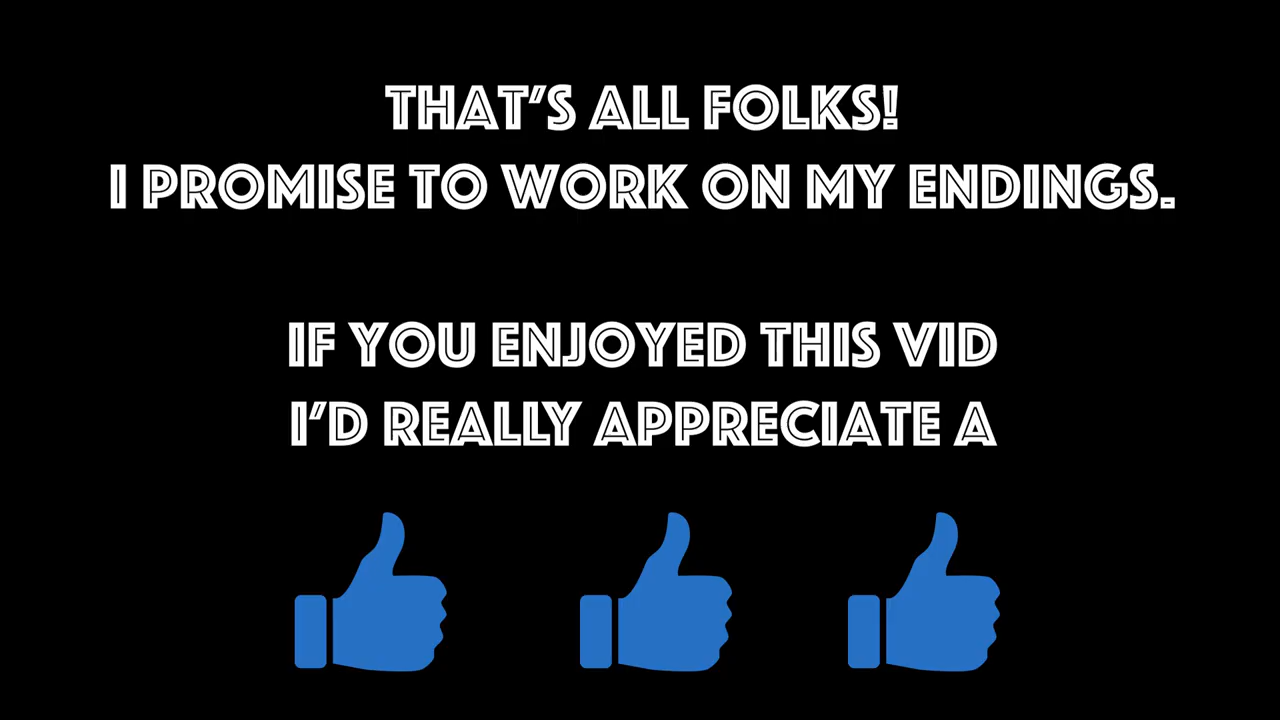 THAT'S ALL FOLKS!
I PROMISE TO WORK ON MY ENDINGS.
IF YOU ENJOYED THIS VID
I'D REALLY APPRECIATE A